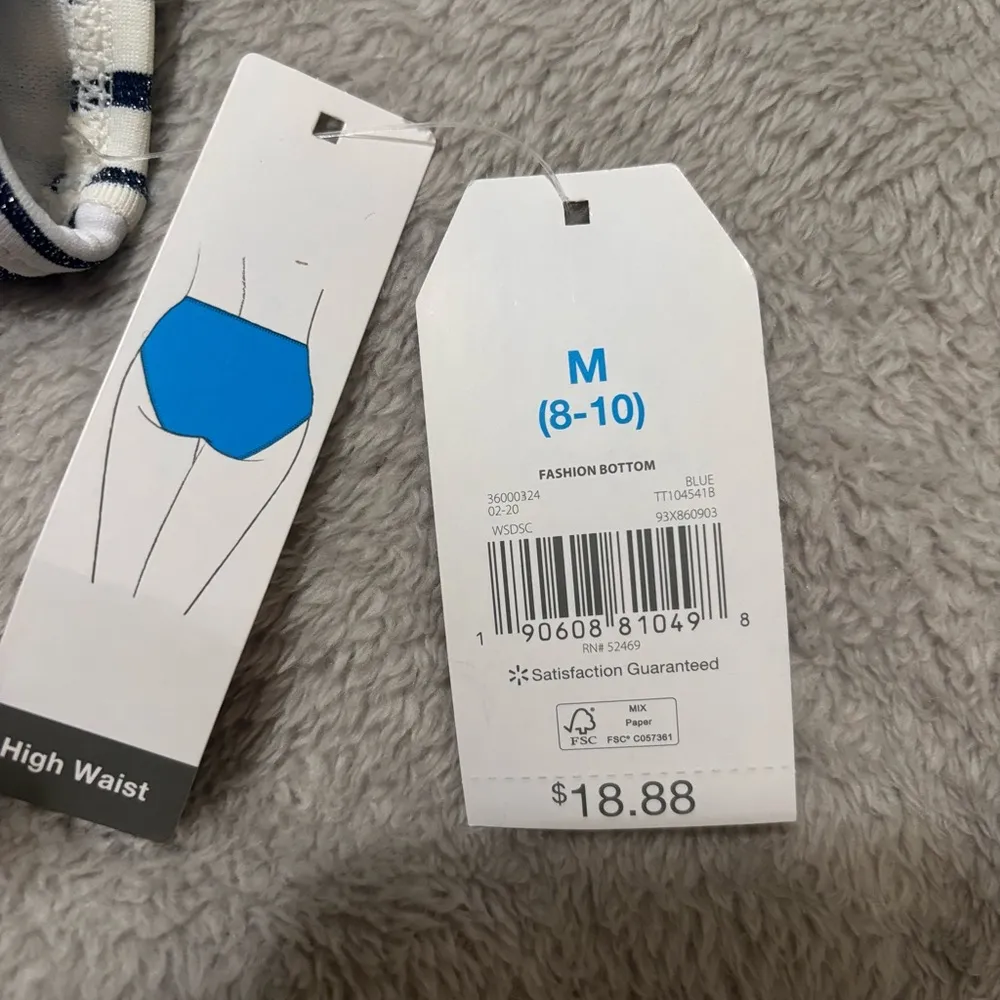 High Waist
M
(8-10)
FASHION BOTTOM
36000324
02-20
WSDSC
BLUE
TT104541B
93X860903
1 90608 81049 8
RN# 52469
Satisfaction Guaranteed
FSC
MIX
Paper
FSC® C057361
$18.88